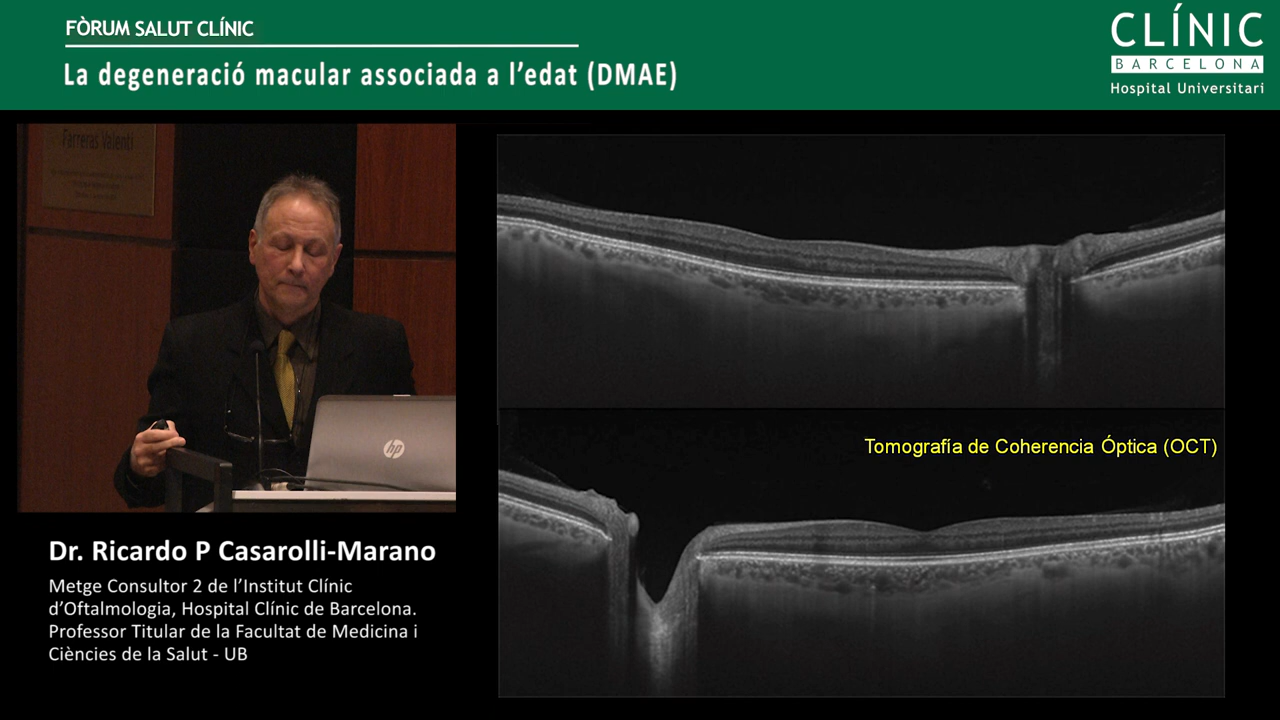 FÒRUM SALUT CLÍNIC
La degeneració macular associada a l'edat (DMAE)
CLÍNIC
BARCELONA
Hospital Universitari
Farreras Valentí
hp
Tomografía de Coherencia Óptica (OCT)
Dr. Ricardo P Casarolli-Marano
Metge Consultor 2 de l'Institut Clínic
d'Oftalmologia, Hospital Clínic de Barcelona.
Professor Titular de la Facultat de Medicina i
Ciències de la Salut - UB